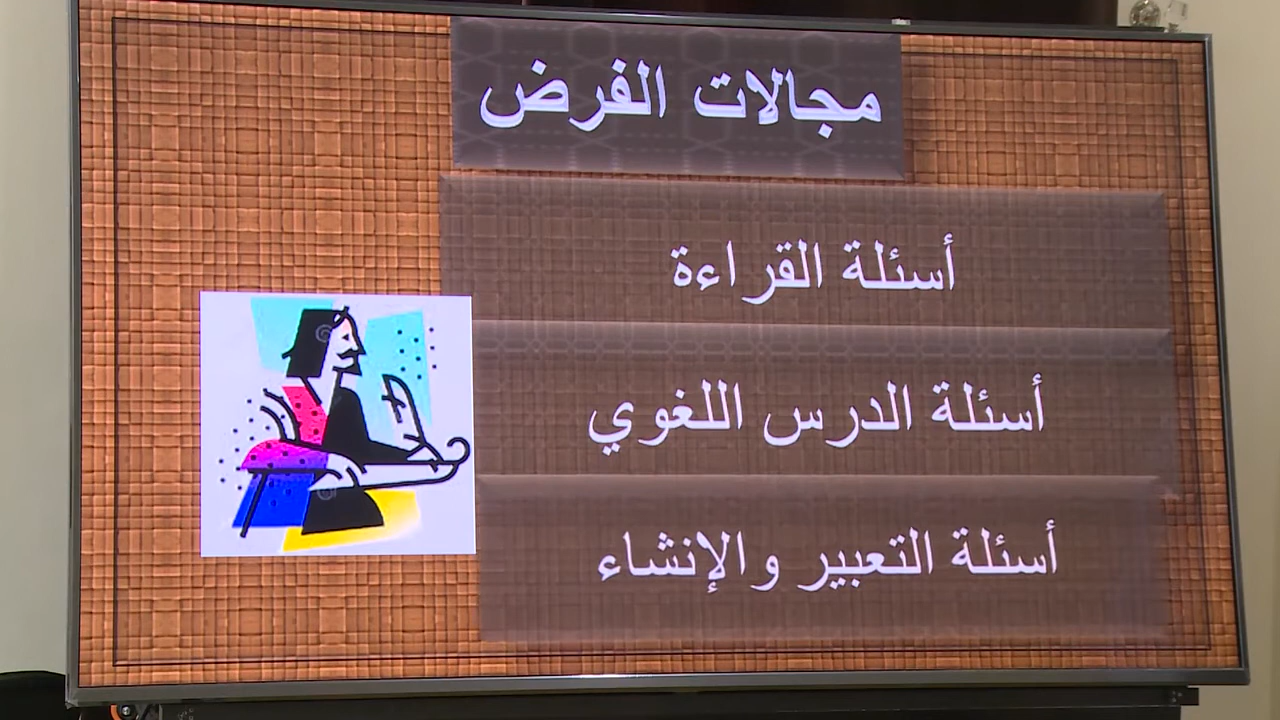 مجالات الفرض
أسئلة القراءة
أسئلة الدرس اللغوي
أسئلة التعبير والإنشاء